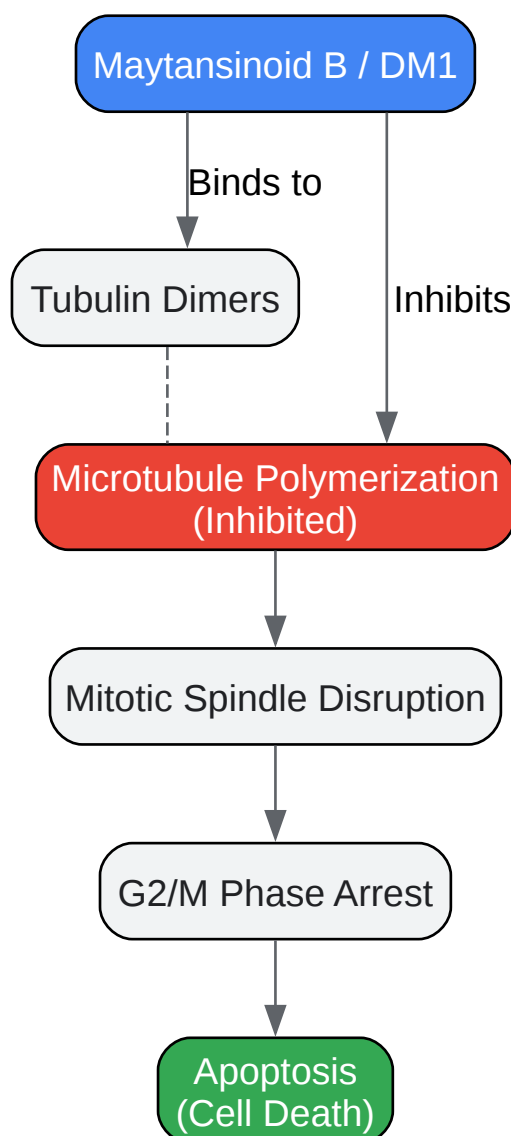 Maytansinoid B / DM1
Binds to
Tubulin Dimers
Inhibits
Microtubule Polymerization
(Inhibited)
Mitotic Spindle Disruption
G2/M Phase Arrest
Apoptosis
(Cell Death)